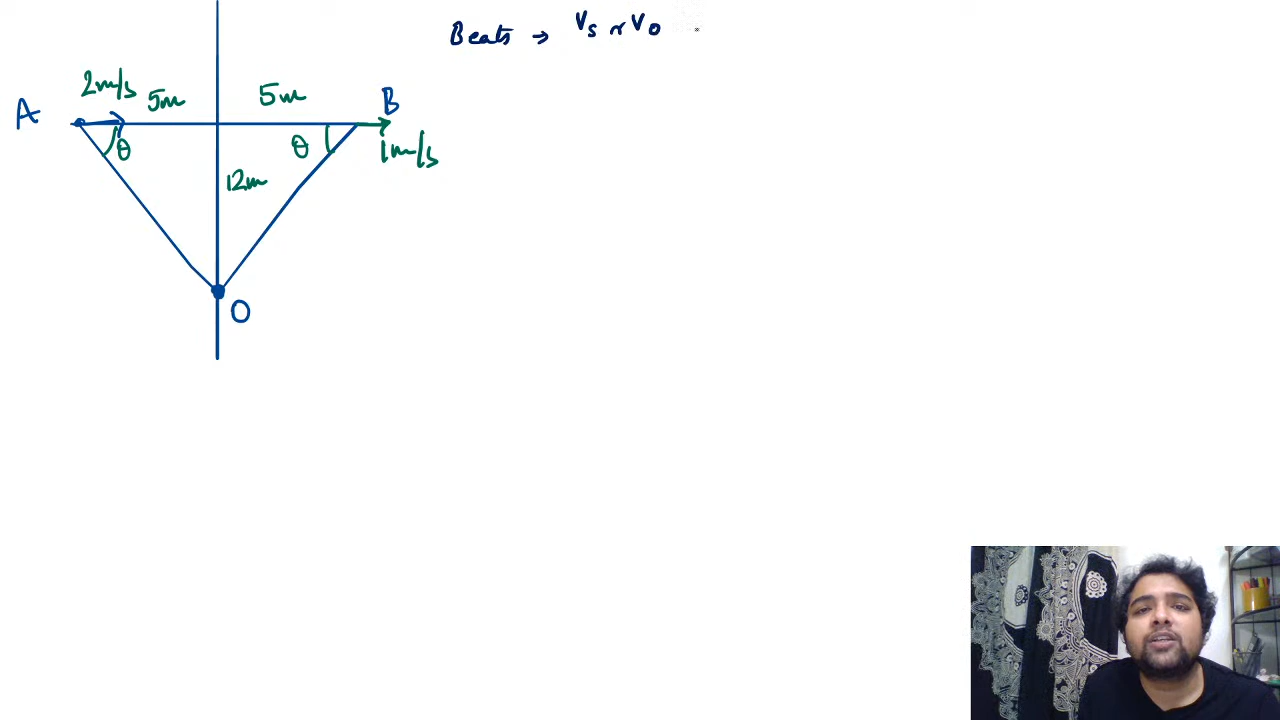 Beats → Vs ~ Vo
2m/s
5m
5m
A
B
θ
θ
1m/s
12m
O